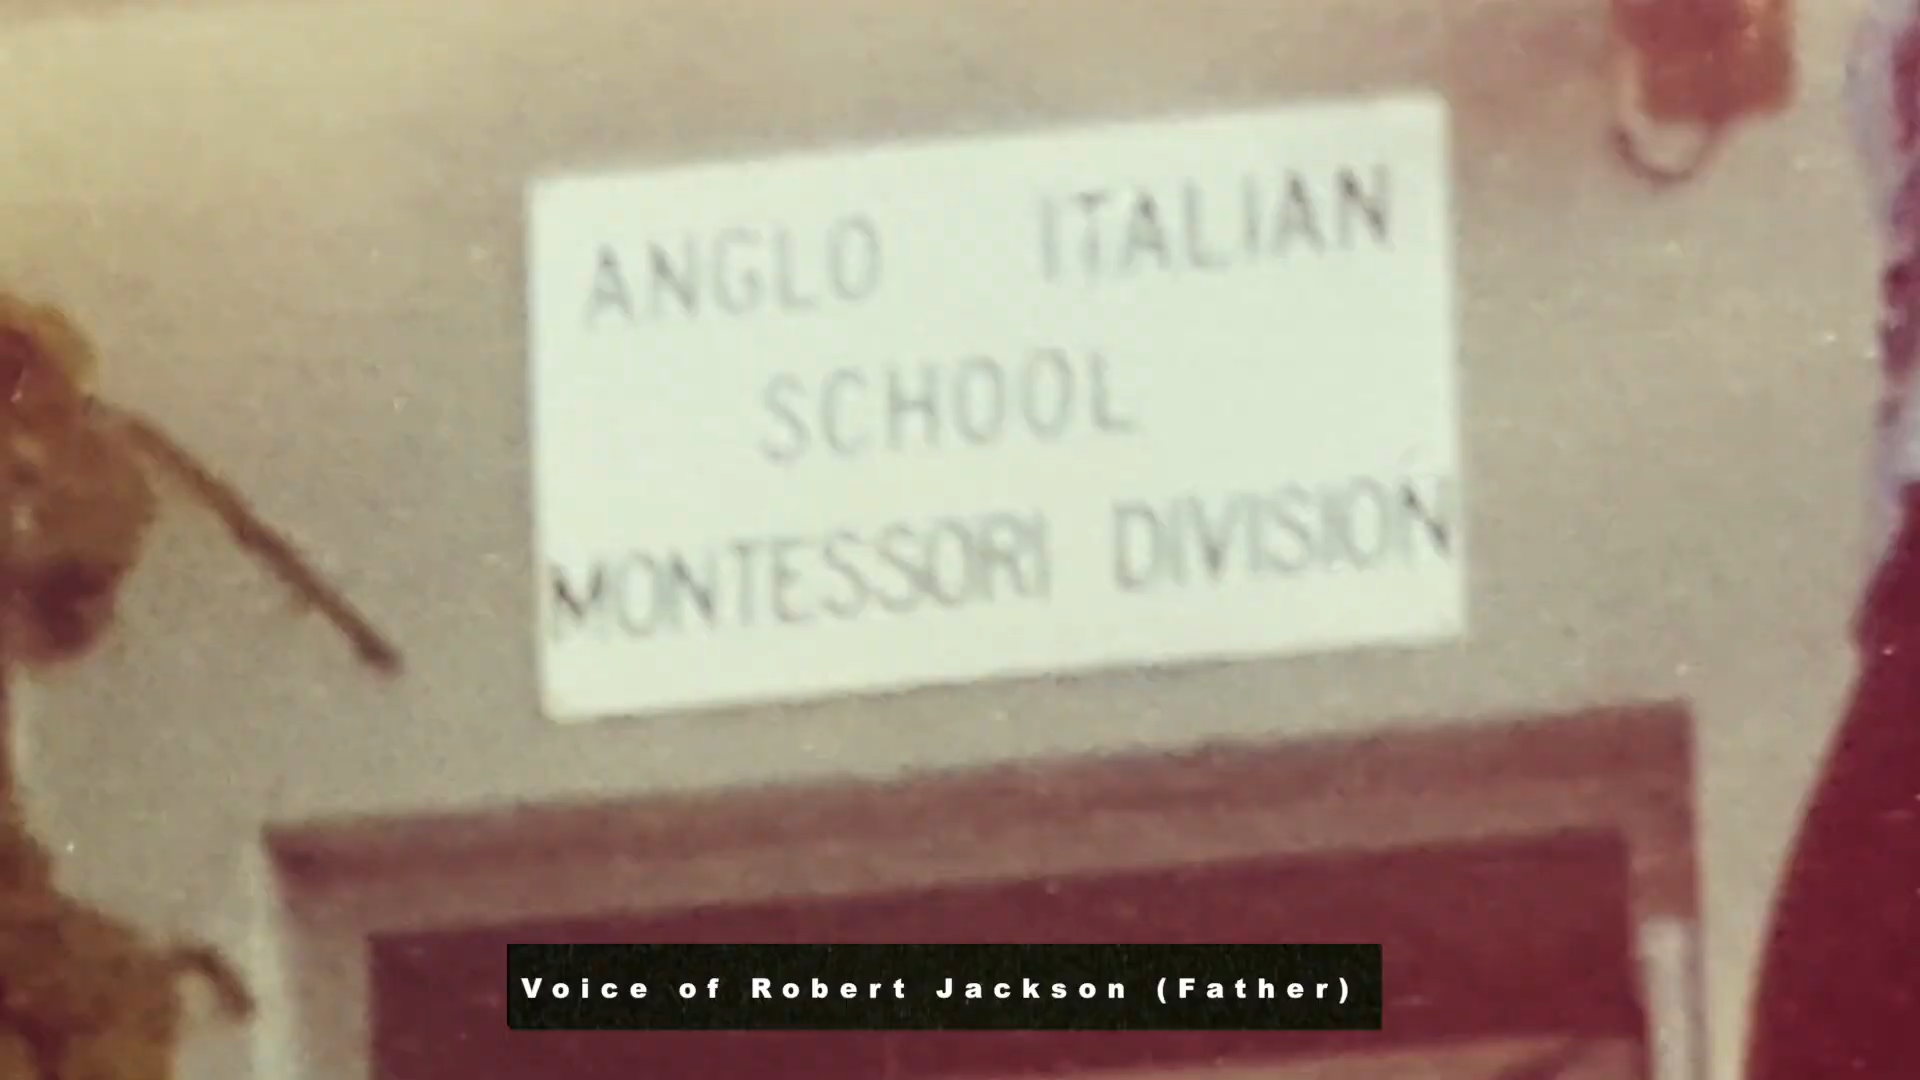 ANGLO ITALIAN
SCHOOL
MONTESSORI DIVISION
Voice of Robert Jackson (Father)